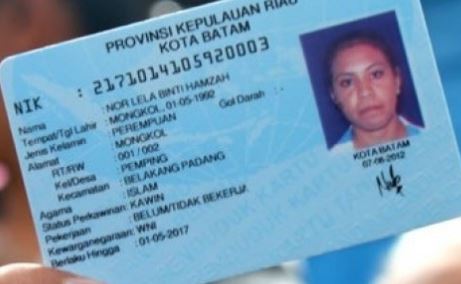 PROVINSI KEPULAUAN RIAU
KOTA BATAM
NIK : 2171014105920003
Nama : NOR LELA BINTI HAMZAH
Tempat/Tgl Lahir : MONGKOL, 01-05-1992
Jenis Kelamin : PEREMPUAN Gol Darah : -
Alamat : MONGKOL
RT/RW : 001 / 002
Kel/Desa : PEMPING
Kecamatan : BELAKANG PADANG
Agama : ISLAM
Status Perkawinan: KAWIN
Pekerjaan : BELUM/TIDAK BEKERJA
Kewarganegaraan: WNI
Berlaku Hingga : 01-05-2017
KOTA BATAM
07-06-2012